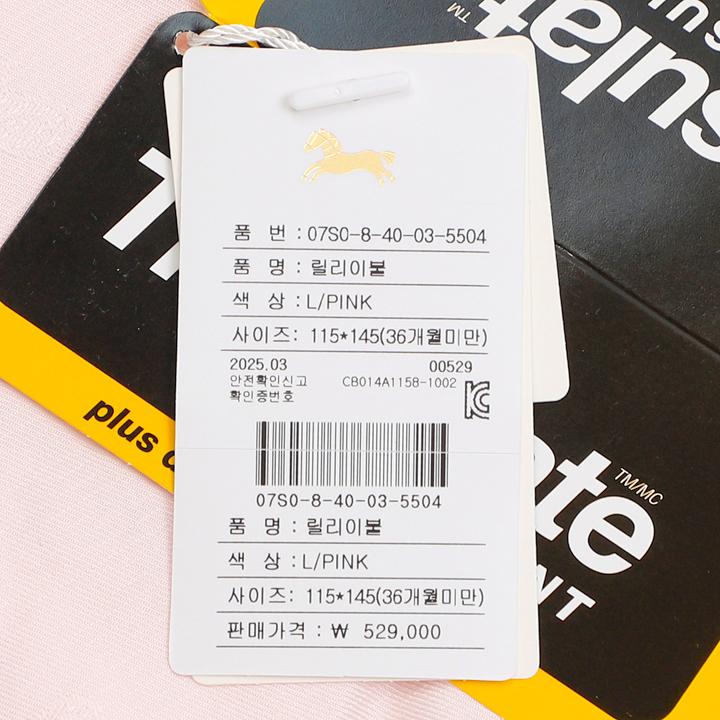 TM
plus
품 번 : 07S0-8-40-03-5504
품 명 : 릴리이불
색 상 : L/PINK
사이즈: 115*145(36개월미만)
2025.03 00529
안전확인신고 CB014A1158-1002
확인증번호
07S0-8-40-03-5504
품 명 : 릴리이불
색 상 : L/PINK
사이즈: 115*145(36개월미만)
판매가격 : ₩ 529,000
TM/MC